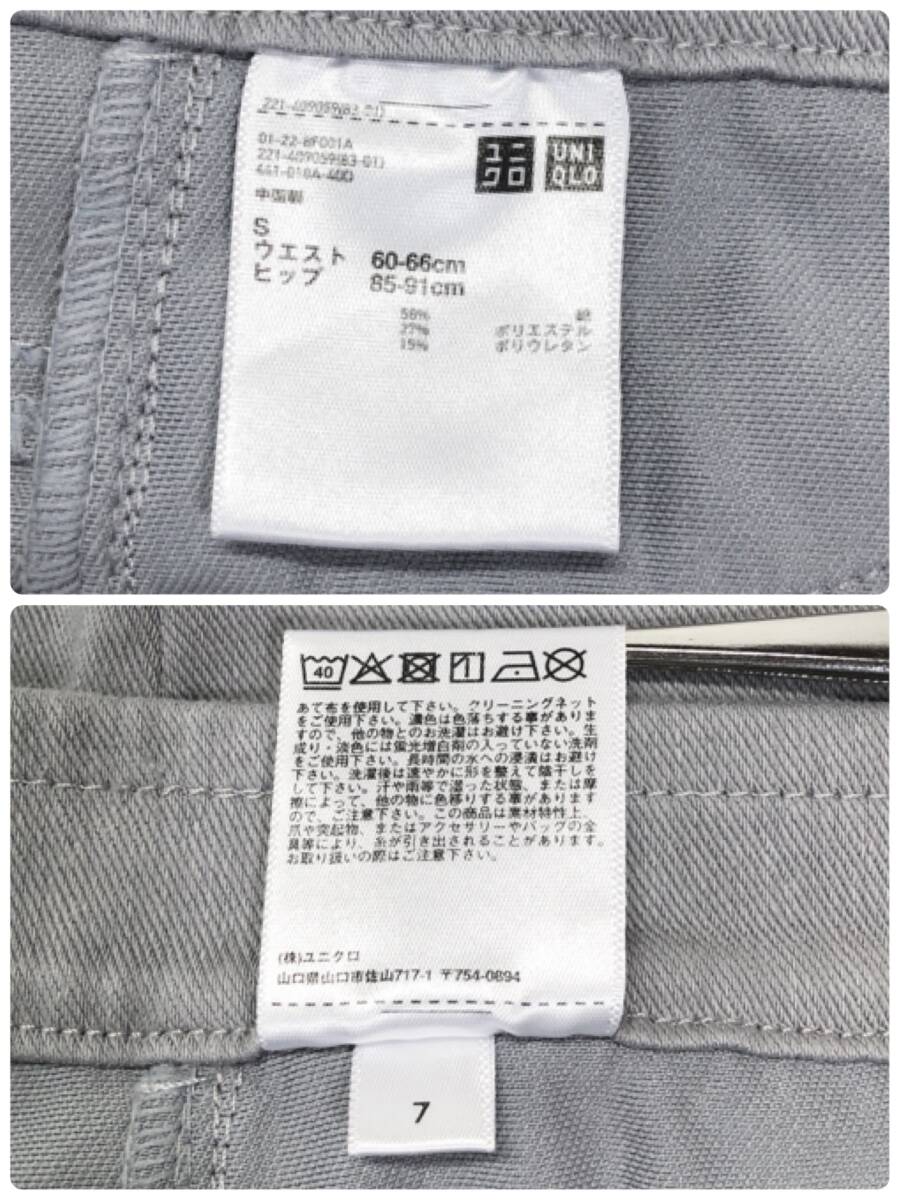 221-409059(83-01)
01-22-8F001A
221-409059(83-01)
441-018A-400
中国製
ユニ
クロ
UNI
QLO
S
ウエスト 60-66cm
ヒップ 85-91cm
58% 綿
27% ポリエステル
15% ポリウレタン
40
あて布を使用して下さい。クリーニングネット
をご使用下さい。濃色は色落ちする事がありま
すので、他の物とのお洗濯はお避け下さい。生
成り・淡色には蛍光増白剤の入っていない洗剤
をご使用下さい。長時間の水への浸漬はお避け
下さい。洗濯後は速やかに形を整えて陰干しを
して下さい。汗や雨等で湿った状態、または摩
擦によって、他の物に色移りする事があります
ので、ご注意下さい。この商品は素材特性上、
爪や突起物、またはアクセサリーやバッグの金
具等により、糸が引き出されることがあります。
お取り扱いの際はご注意下さい。
(株)ユニクロ
山口県山口市佐山717-1 〒754-0894
7